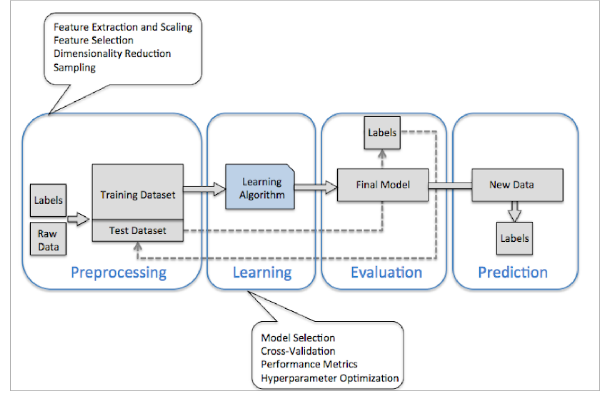 Feature Extraction and Scaling
Feature Selection
Dimensionality Reduction
Sampling
Labels
Raw
Data
Training Dataset
Test Dataset
Preprocessing
Learning
Algorithm
Learning
Labels
Final Model
Evaluation
New Data
Labels
Prediction
Model Selection
Cross-Validation
Performance Metrics
Hyperparameter Optimization